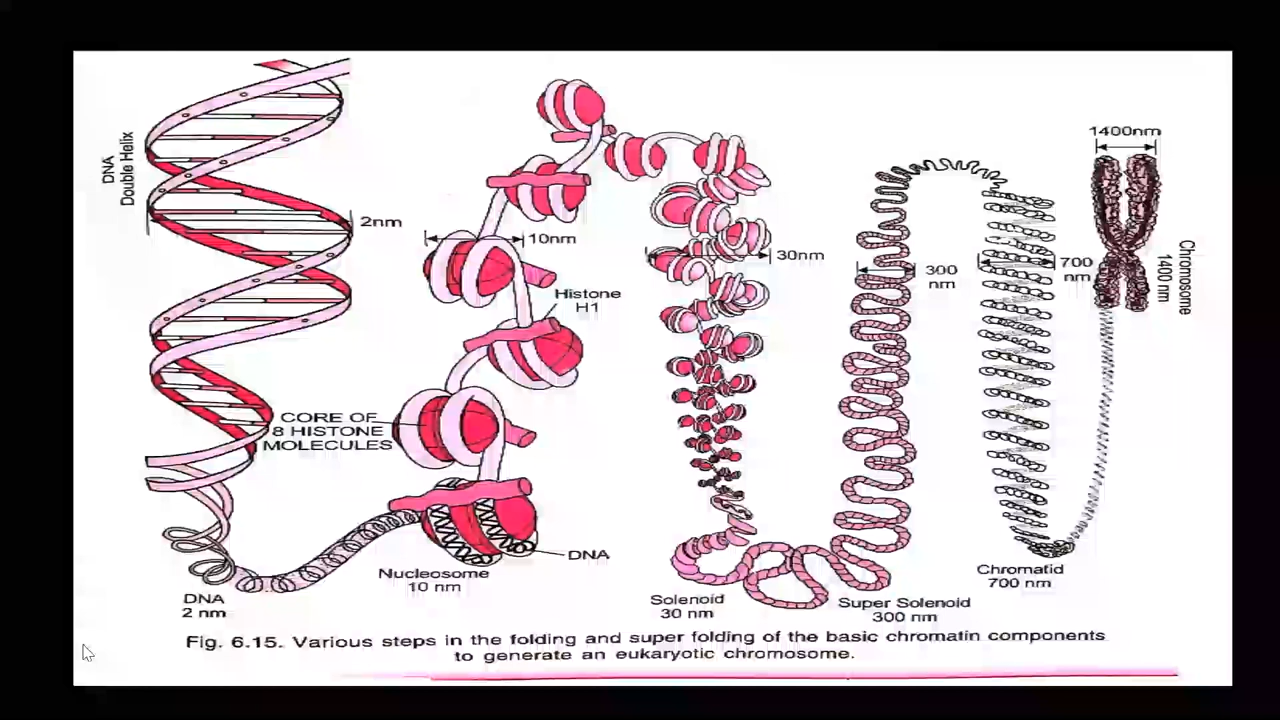 DNA
Double Helix
2nm
10nm
Histone
H1
CORE OF
8 HISTONE
MOLECULES
DNA
Nucleosome
10 nm
DNA
2 nm
30nm
Solenoid
30 nm
300
nm
Super Solenoid
300 nm
700
nm
Chromatid
700 nm
1400nm
Chromosome
1400 nm
Fig. 6.15. Various steps in the folding and super folding of the basic chromatin components
to generate an eukaryotic chromosome.